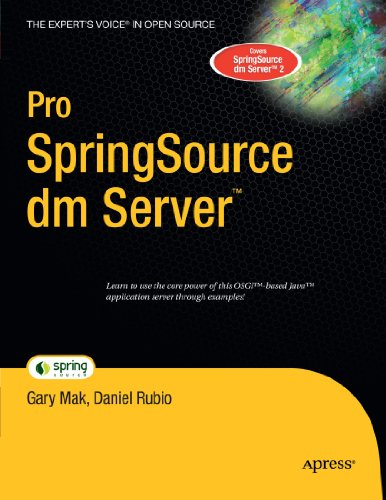 THE EXPERT'S VOICE® IN OPEN SOURCE
Covers
SpringSource
dm Server™ 2
Pro
SpringSource
dm Server™
Learn to use the core power of this OSGi™-based Java™
application server through examples!
spring
SOURCE
Gary Mak, Daniel Rubio
Apress®